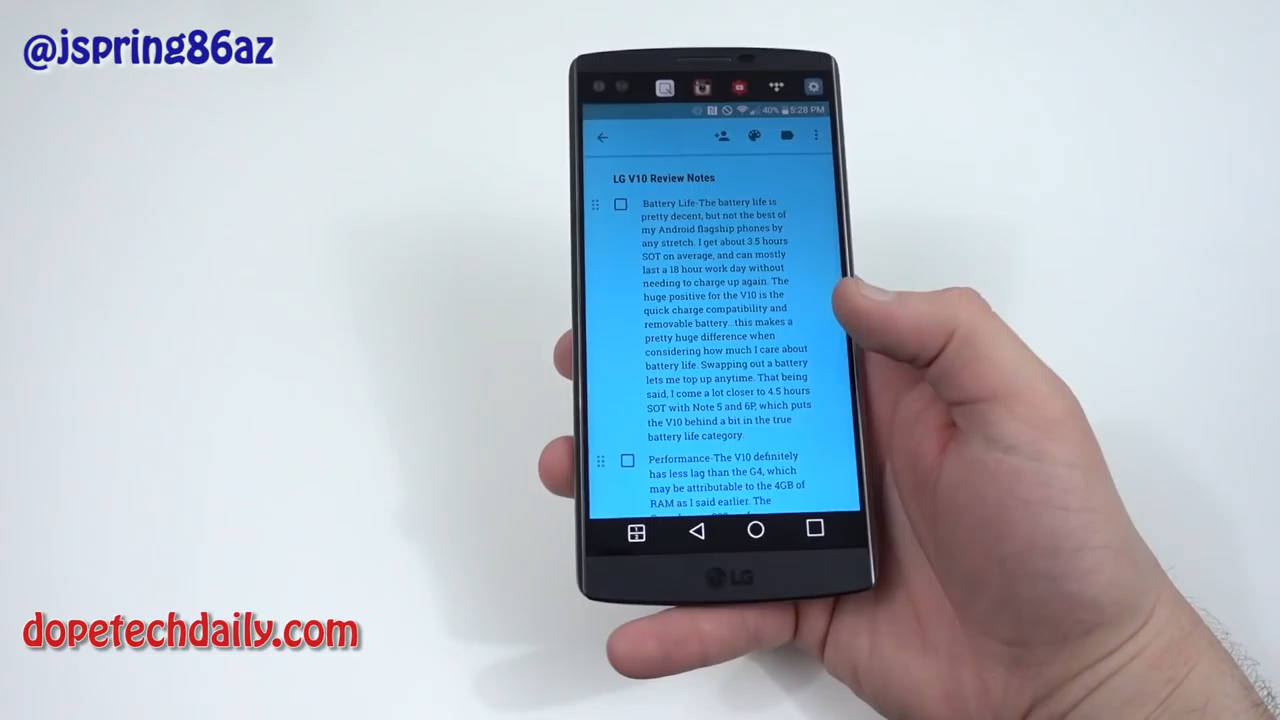 @jspring86az
40% 5:28 PM
LG V10 Review Notes
Battery Life-The battery life is
pretty decent, but not the best of
my Android flagship phones by
any stretch. I get about 3.5 hours
SOT on average, and can mostly
last a 18 hour work day without
needing to charge up again. The
huge positive for the V10 is the
quick charge compatibility and
removable battery...this makes a
pretty huge difference when
considering how much I care about
battery life. Swapping out a battery
lets me top up anytime. That being
said, I come a lot closer to 4.5 hours
SOT with Note 5 and 6P, which puts
the V10 behind a bit in the true
battery life category.
Performance-The V10 definitely
has less lag than the G4, which
may be attributable to the 4GB of
RAM as I said earlier. The
LG
dopetechdaily.com